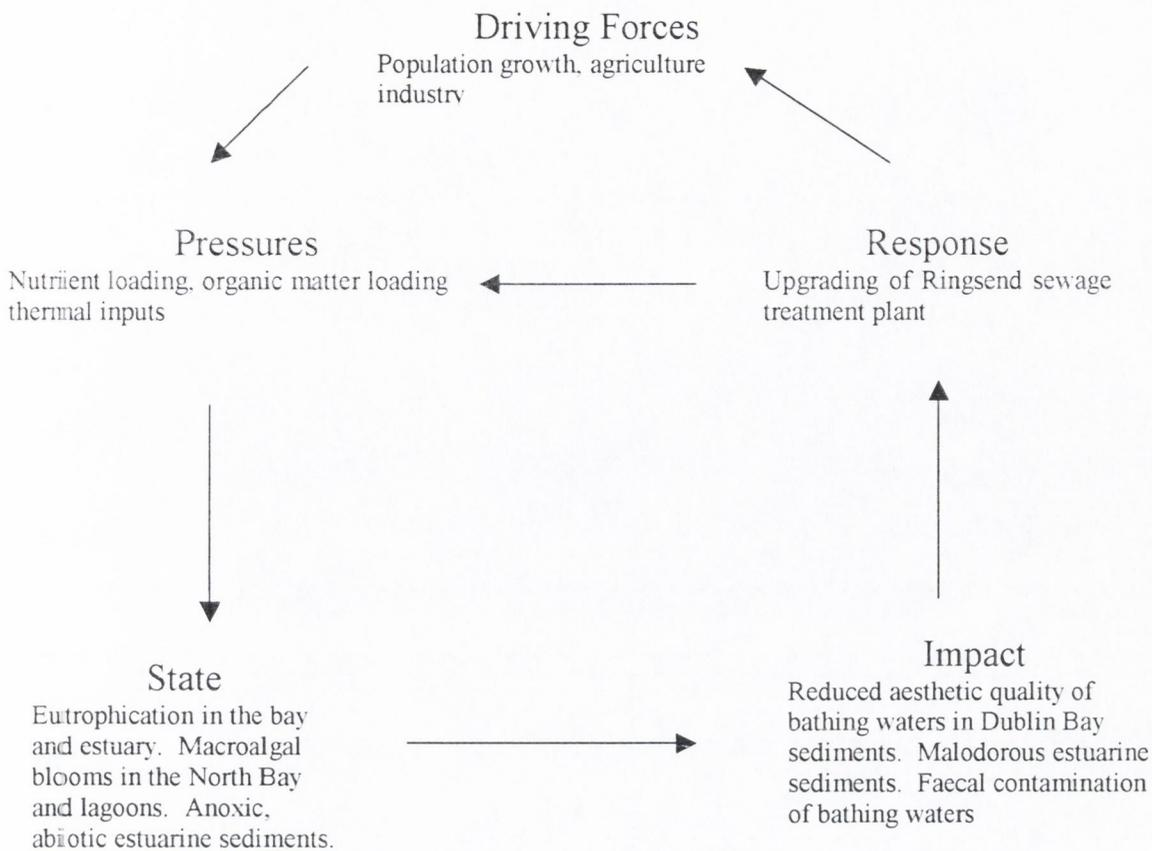 Driving Forces
Population growth, agriculture
industry
Pressures
Nutrient loading, organic matter loading
thermal inputs
Response
Upgrading of Ringsend sewage
treatment plant
State
Eutrophication in the bay
and estuary. Macroalgal
blooms in the North Bay
and lagoons. Anoxic,
abiotic estuarine sediments.
Impact
Reduced aesthetic quality of
bathing waters in Dublin Bay
sediments. Malodorous estuarine
sediments. Faecal contamination
of bathing waters